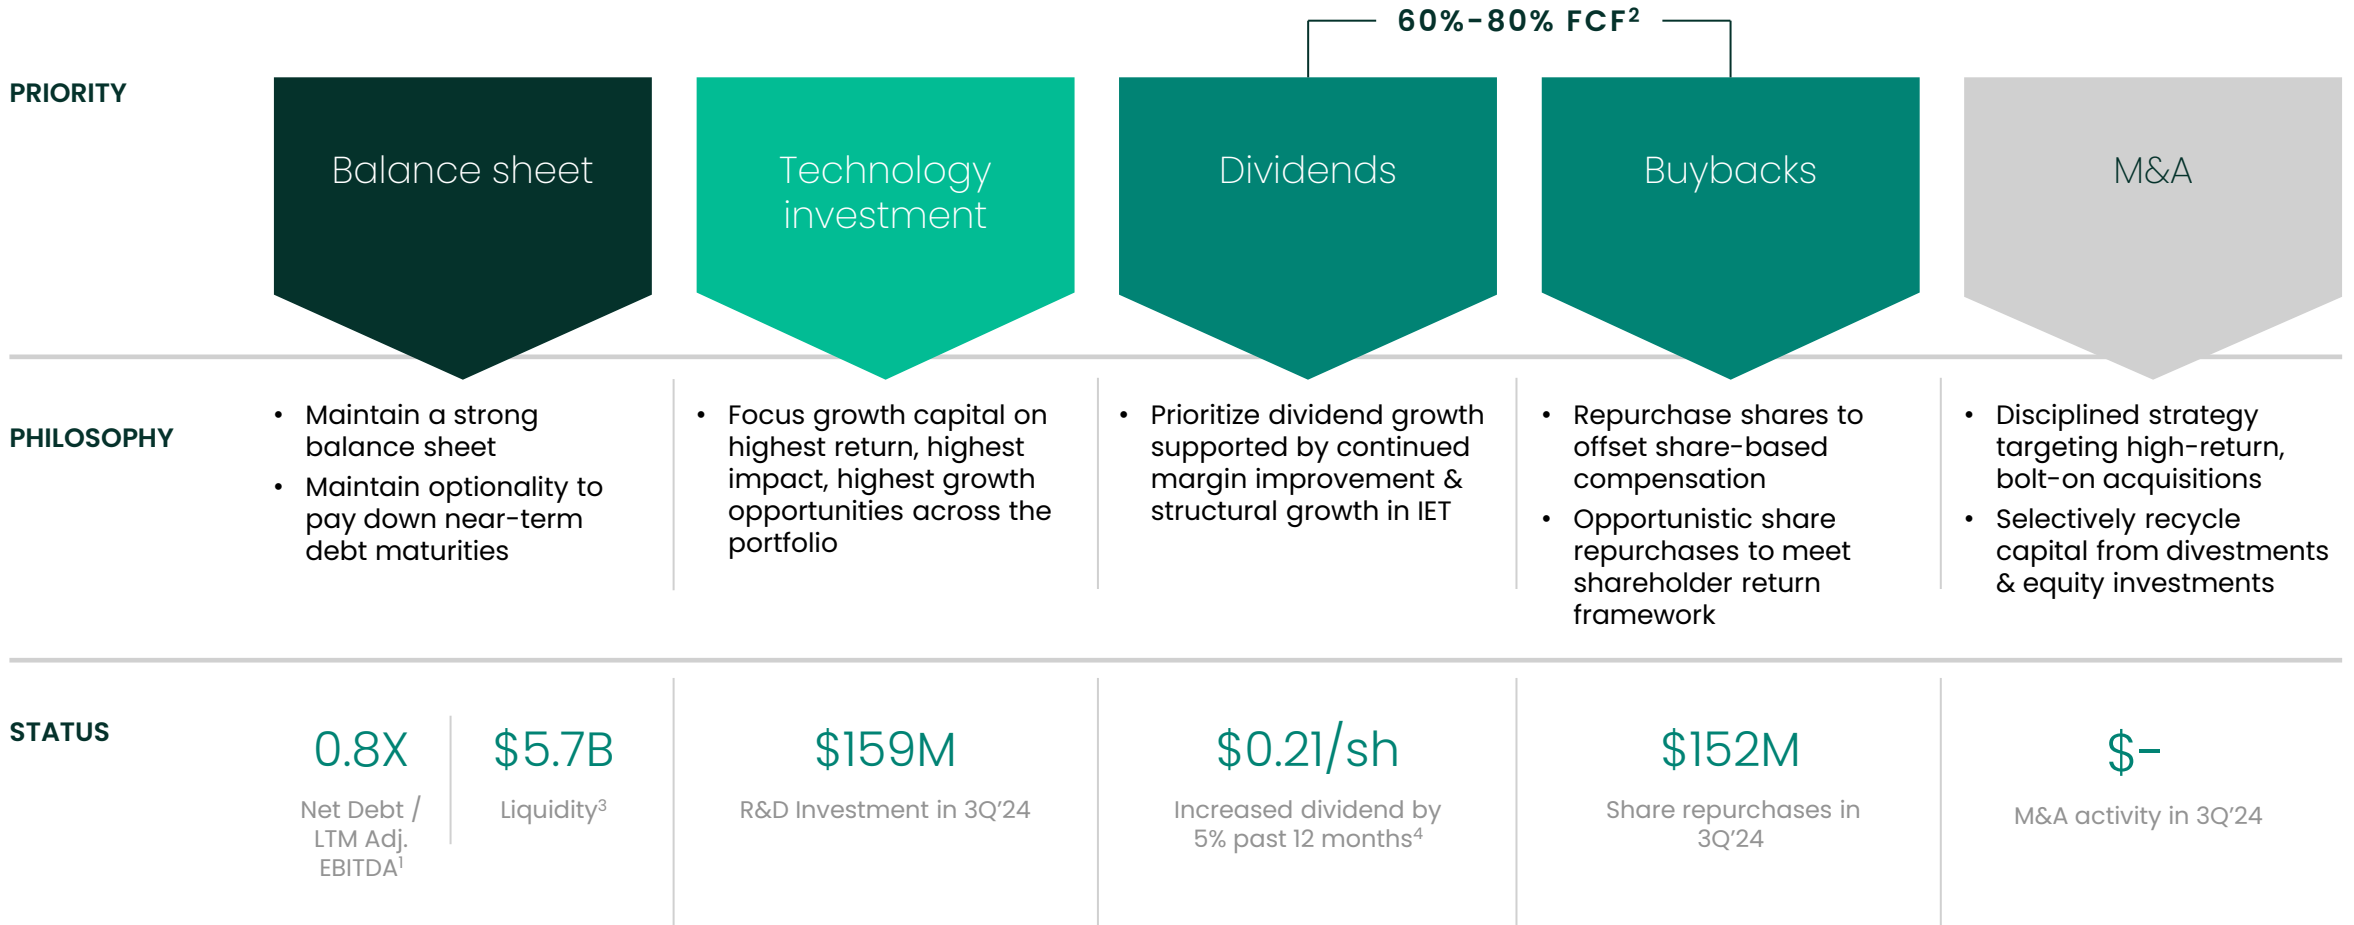 60%-80% FCF²
PRIORITY
Balance sheet
Technology
investment
Dividends
Buybacks
M&A
PHILOSOPHY
• Maintain a strong
balance sheet
• Maintain optionality to
pay down near-term
debt maturities
• Focus growth capital on
highest return, highest
impact, highest growth
opportunities across the
portfolio
• Prioritize dividend growth
supported by continued
margin improvement &
structural growth in IET
• Repurchase shares to
offset share-based
compensation
• Opportunistic share
repurchases to meet
shareholder return
framework
• Disciplined strategy
targeting high-return,
bolt-on acquisitions
• Selectively recycle
capital from divestments
& equity investments
STATUS
0.8X
Net Debt /
LTM Adj.
EBITDA¹
$5.7B
Liquidity³
$159M
R&D Investment in 3Q’24
$0.21/sh
Increased dividend by
5% past 12 months⁴
$152M
Share repurchases in
3Q’24
$-
M&A activity in 3Q’24